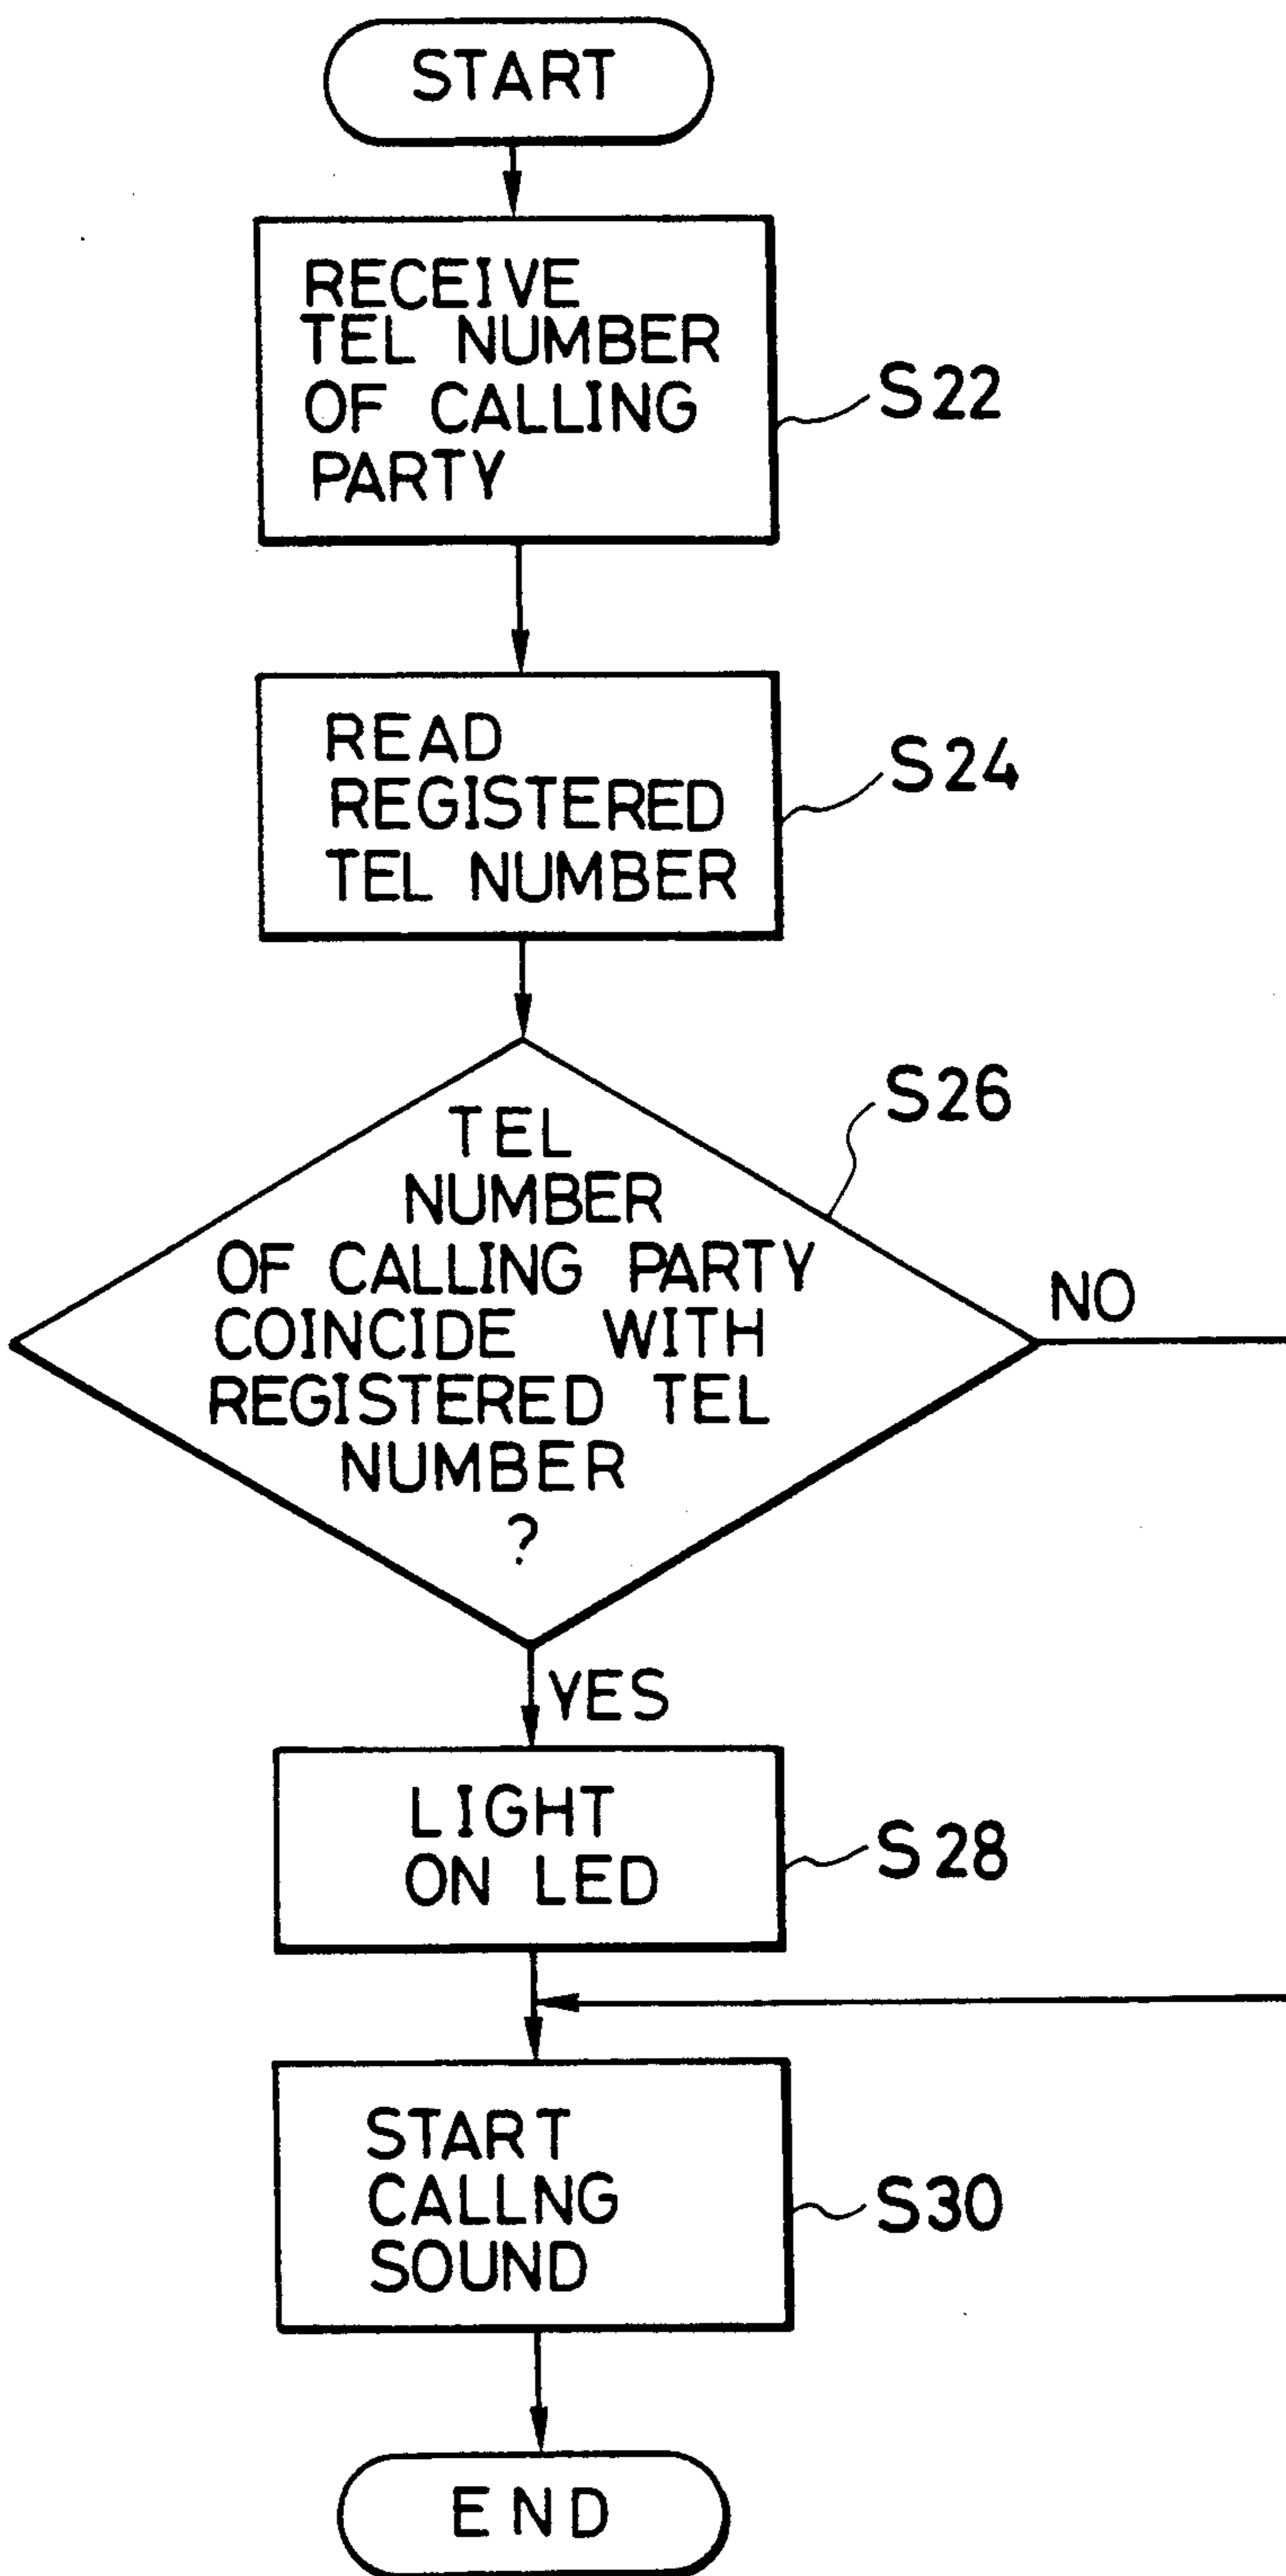 START
RECEIVE
TEL NUMBER
OF CALLING
PARTY
S22
READ
REGISTERED
TEL NUMBER
S24
TEL
NUMBER
OF CALLING PARTY
COINCIDE WITH
REGISTERED TEL
NUMBER
?
S26
NO
YES
LIGHT
ON LED
S28
START
CALLNG
SOUND
S30
END